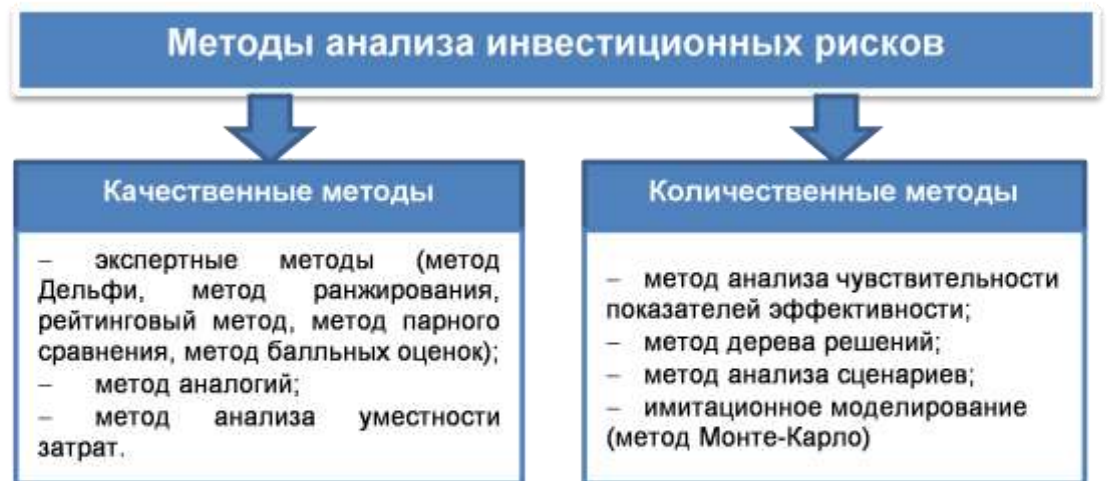 Методы анализа инвестиционных рисков
Качественные методы
– экспертные методы (метод
Дельфи, метод ранжирования,
рейтинговый метод, метод парного
сравнения, метод балльных оценок);
– метод аналогий;
– метод анализа уместности
затрат.
Количественные методы
– метод анализа чувствительности
показателей эффективности;
– метод дерева решений;
– метод анализа сценариев;
– имитационное моделирование
(метод Монте-Карло)